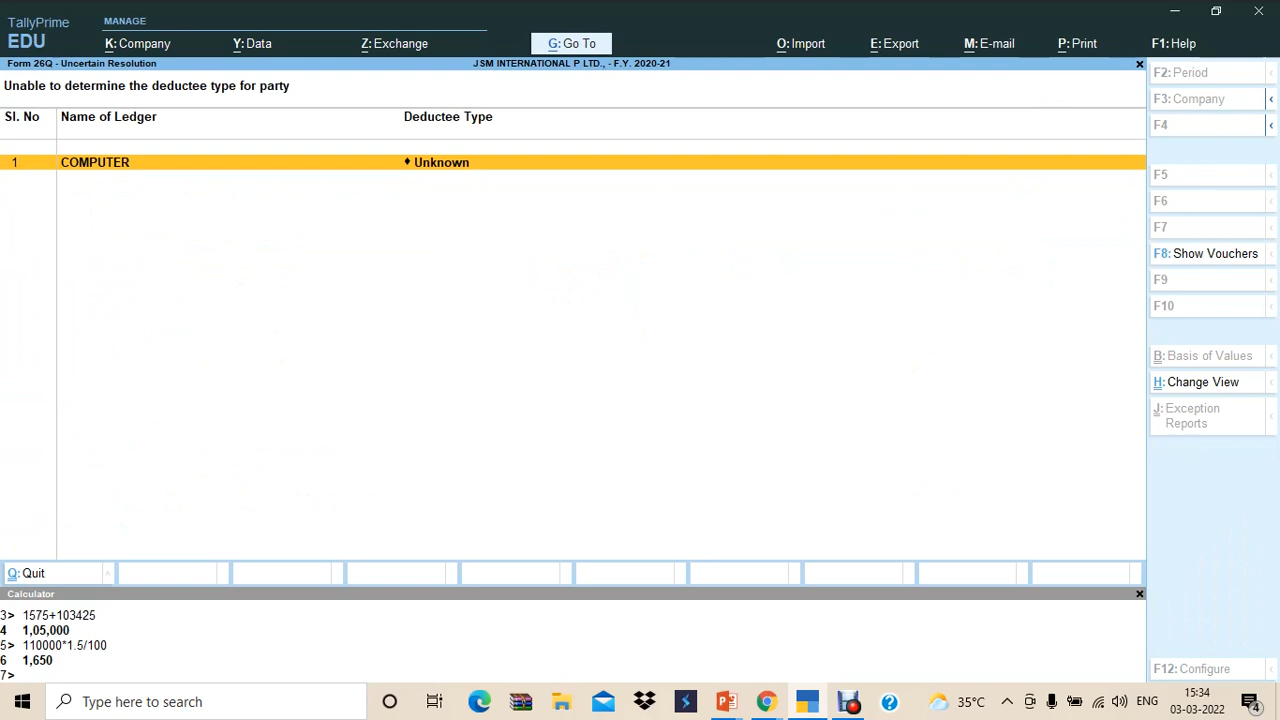 TallyPrime
EDU
MANAGE
K: Company
Y: Data
Z: Exchange
G: Go To
O: Import
E: Export
M: E-mail
P: Print
F1: Help
Form 26Q - Uncertain Resolution
JSM INTERNATIONAL P LTD., - F.Y. 2020-21
Unable to determine the deductee type for party
Sl. No Name of Ledger Deductee Type
1 COMPUTER ♦ Unknown
F2: Period
F3: Company
F4
F5
F6
F7
F8: Show Vouchers
F9
F10
B: Basis of Values
H: Change View
J: Exception
Reports
F12: Configure
Q: Quit
Calculator
3> 1575+103425
4 1,05,000
5> 110000*1.5/100
6 1,650
7>
Type here to search
35°C
ENG
15:34
03-03-2022
4